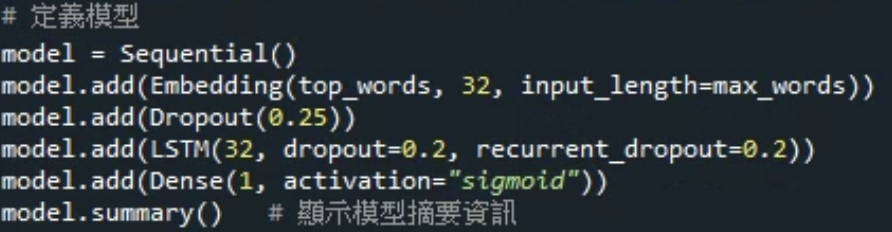 # 定義模型
model = Sequential()
model.add(Embedding(top_words, 32, input_length=max_words))
model.add(Dropout(0.25))
model.add(LSTM(32, dropout=0.2, recurrent_dropout=0.2))
model.add(Dense(1, activation="sigmoid"))
model.summary()   # 顯示模型摘要資訊